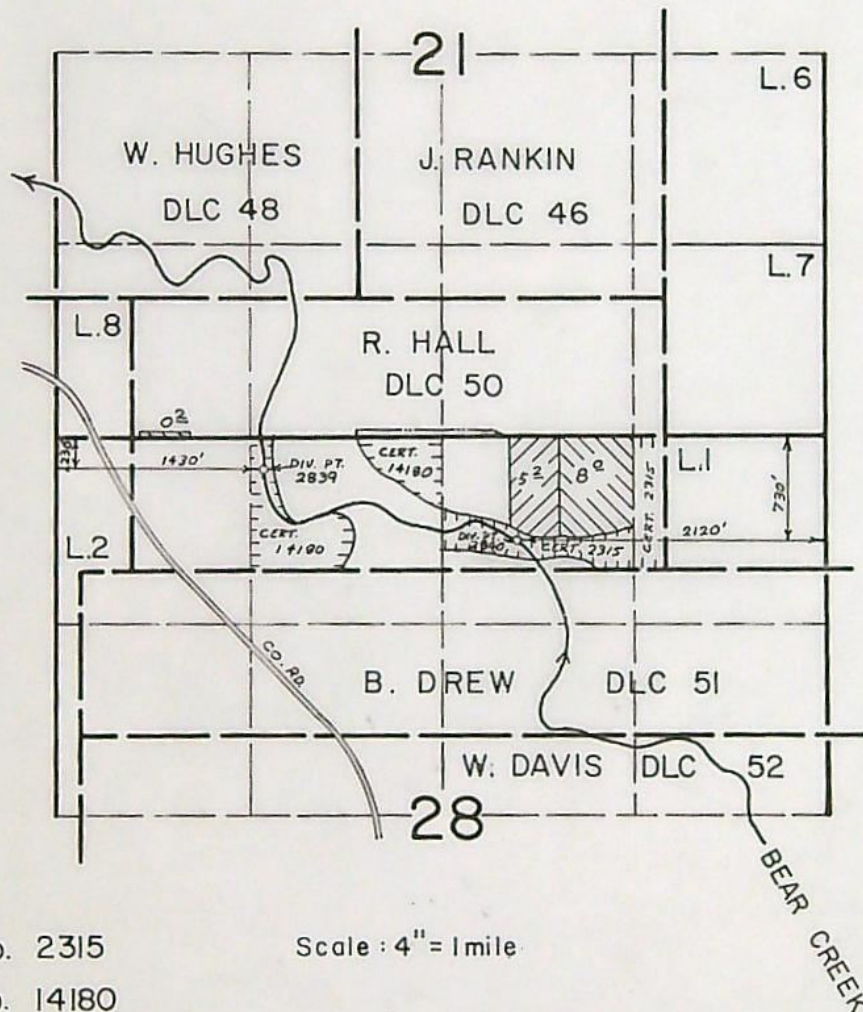 21
L.6
W. HUGHES
DLC 48
J. RANKIN
DLC 46
L.7
L.8
R. HALL
DLC 50
0 2
230'
1430'
DIV. PT.
2839
CERT.
14180
5 2
8 0
CERT. 2315
L.1
730'
2120'
L.2
CERT.
14180
CERT. 2315
CO. RD.
B. DREW DLC 51
W. DAVIS DLC 52
28
BEAR CREEK
2315
Scale : 4" = 1 mile
14180